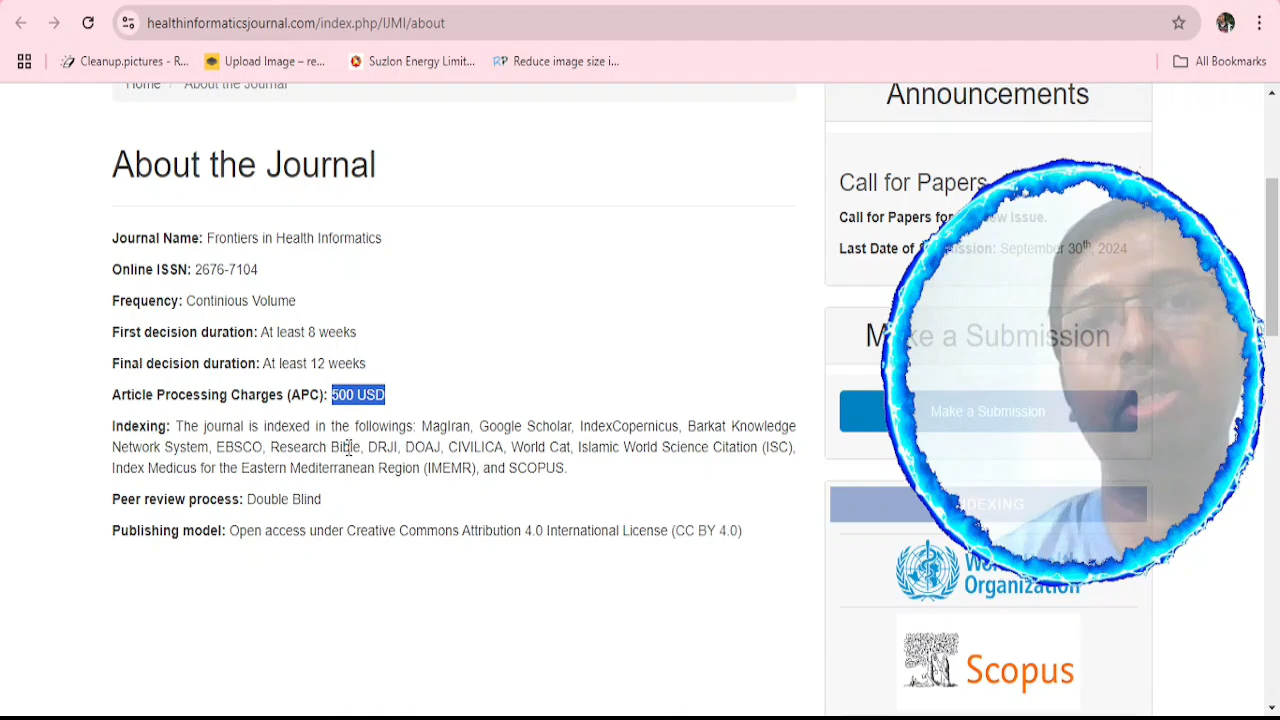 healthinformaticsjournal.com/index.php/IJMI/about
Cleanup.pictures - R...
Upload Image – re...
Suzlon Energy Limit...
Reduce image size i...
All Bookmarks
Home / About the Journal
About the Journal
Journal Name: Frontiers in Health Informatics
Online ISSN: 2676-7104
Frequency: Continious Volume
First decision duration: At least 8 weeks
Final decision duration: At least 12 weeks
Article Processing Charges (APC): 500 USD
Indexing: The journal is indexed in the followings: MagIran, Google Scholar, IndexCopernicus, Barkat Knowledge
Network System, EBSCO, Research Bible, DRJI, DOAJ, CIVILICA, World Cat, Islamic World Science Citation (ISC),
Index Medicus for the Eastern Mediterranean Region (IMEMR), and SCOPUS.
Peer review process: Double Blind
Publishing model: Open access under Creative Commons Attribution 4.0 International License (CC BY 4.0)
Announcements
Call for Papers
Call for Papers for Issue.
Last Date of Submission: September 30th, 2024
Make a Submission
Make a Submission
INDEXING
World Health
Organization
Scopus